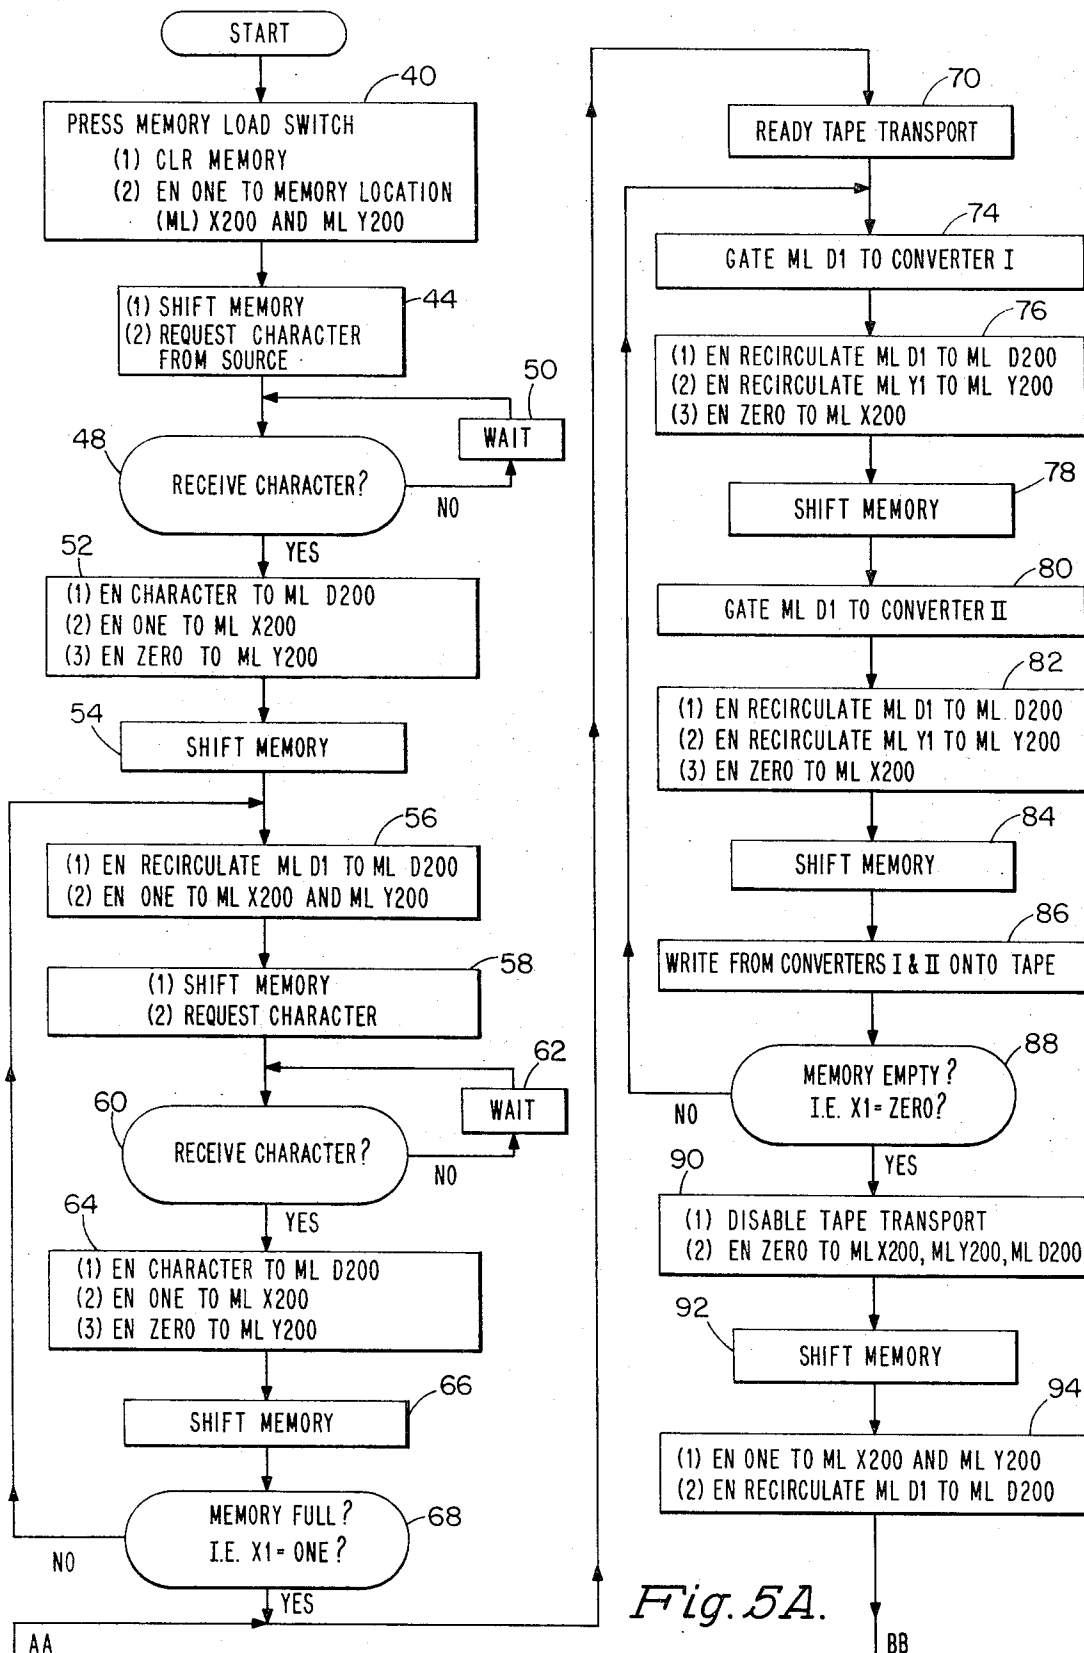 START
40
PRESS MEMORY LOAD SWITCH
(1) CLR MEMORY
(2) EN ONE TO MEMORY LOCATION
(ML) X200 AND ML Y200
44
(1) SHIFT MEMORY
(2) REQUEST CHARACTER
FROM SOURCE
50
WAIT
48
RECEIVE CHARACTER?
NO
YES
52
(1) EN CHARACTER TO ML D200
(2) EN ONE TO ML X200
(3) EN ZERO TO ML Y200
54
SHIFT MEMORY
56
(1) EN RECIRCULATE ML D1 TO ML D200
(2) EN ONE TO ML X200 AND ML Y200
58
(1) SHIFT MEMORY
(2) REQUEST CHARACTER
62
WAIT
60
RECEIVE CHARACTER?
NO
YES
64
(1) EN CHARACTER TO ML D200
(2) EN ONE TO ML X200
(3) EN ZERO TO ML Y200
66
SHIFT MEMORY
68
MEMORY FULL?
I.E. X1 = ONE?
NO
YES
AA
70
READY TAPE TRANSPORT
74
GATE ML D1 TO CONVERTER I
76
(1) EN RECIRCULATE ML D1 TO ML D200
(2) EN RECIRCULATE ML Y1 TO ML Y200
(3) EN ZERO TO ML X200
78
SHIFT MEMORY
80
GATE ML D1 TO CONVERTER II
82
(1) EN RECIRCULATE ML D1 TO ML D200
(2) EN RECIRCULATE ML Y1 TO ML Y200
(3) EN ZERO TO ML X200
84
SHIFT MEMORY
86
WRITE FROM CONVERTERS I & II ONTO TAPE
88
MEMORY EMPTY?
I.E. X1 = ZERO?
NO
YES
90
(1) DISABLE TAPE TRANSPORT
(2) EN ZERO TO ML X200, ML Y200, ML D200
92
SHIFT MEMORY
94
(1) EN ONE TO ML X200 AND ML Y200
(2) EN RECIRCULATE ML D1 TO ML D200
Fig. 5A.
BB